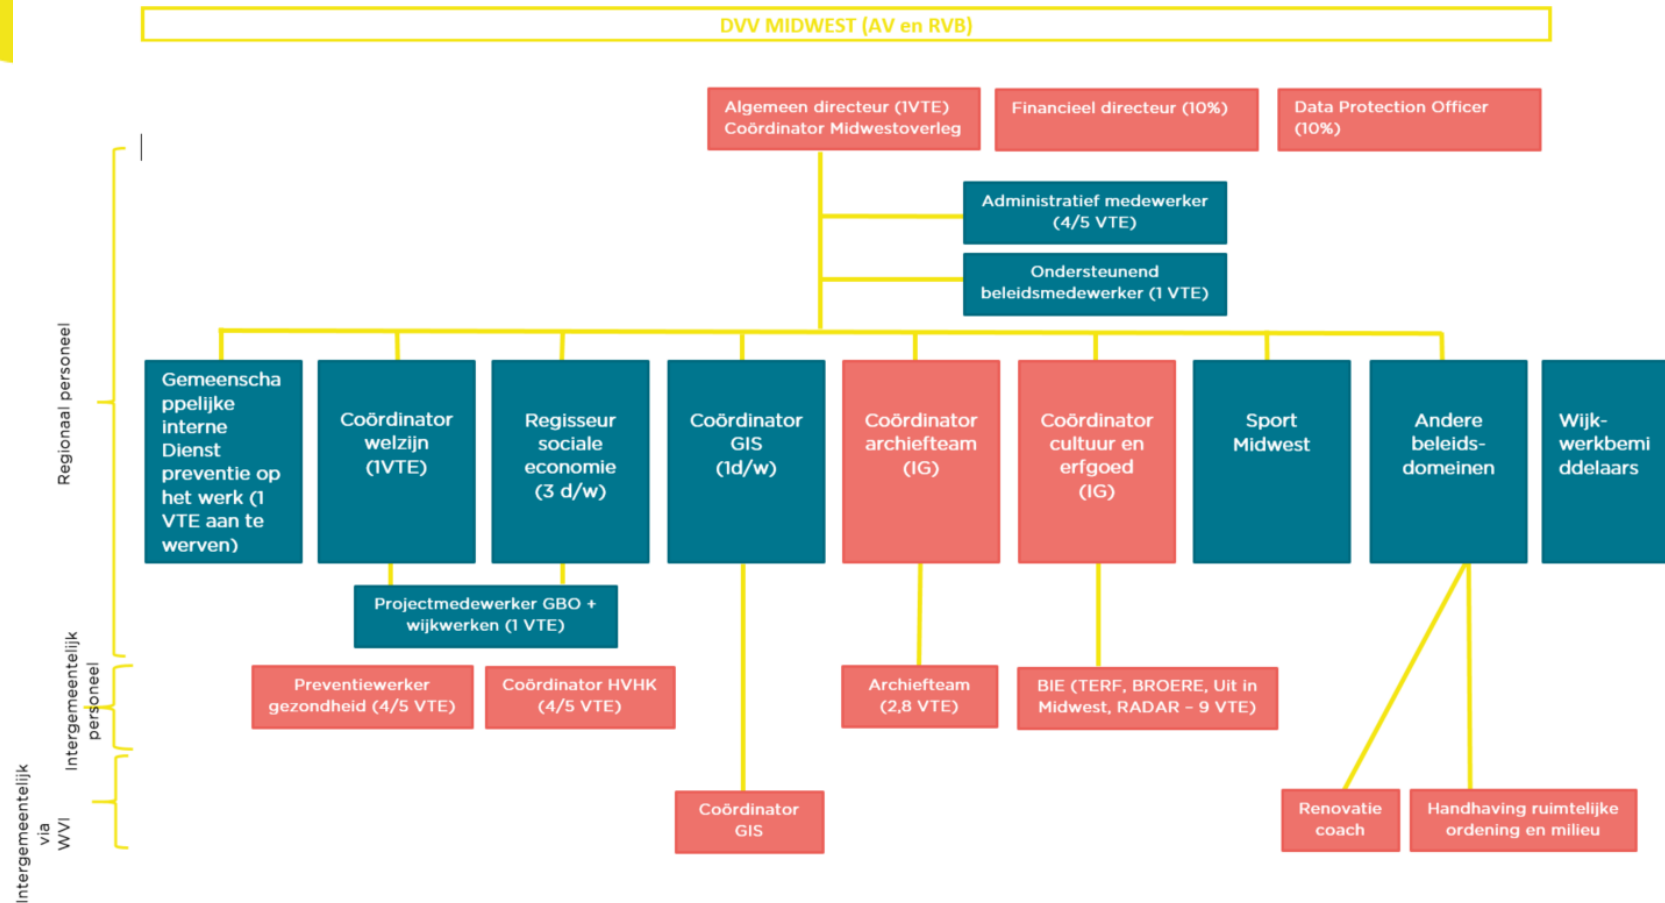 DVV MIDWEST (AV en RVB)
Algemeen directeur (1VTE)
Coördinator Midwestoverleg
Financieel directeur (10%)
Data Protection Officer
(10%)
Administratief medewerker
(4/5 VTE)
Ondersteunend
beleidsmedewerker (1 VTE)
Regionaal personeel
Gemeenscha
ppelijke
interne
Dienst
preventie op
het werk (1
VTE aan te
werven)
Coördinator
welzijn
(1VTE)
Regisseur
sociale
economie
(3 d/w)
Coördinator
GIS
(1d/w)
Coördinator
archiefteam
(IG)
Coördinator
cultuur en
erfgoed
(IG)
Sport
Midwest
Andere
beleids-
domeinen
Wijk-
werkbemi
ddelaars
Projectmedewerker GBO +
wijkwerken (1 VTE)
Intergemeentelijk
personeel
Preventiewerker
gezondheid (4/5 VTE)
Coördinator HVHK
(4/5 VTE)
Archiefteam
(2,8 VTE)
BIE (TERF, BROERE, Uit in
Midwest, RADAR – 9 VTE)
Intergemeentelijk
via
WVI
Coördinator
GIS
Renovatie
coach
Handhaving ruimtelijke
ordening en milieu